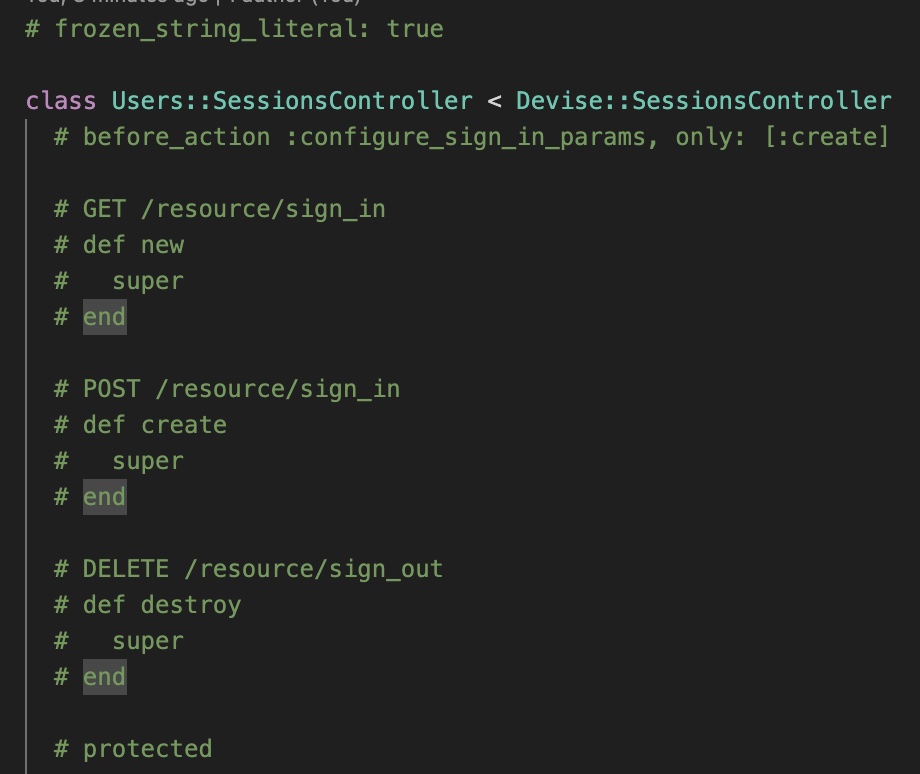 # frozen_string_literal: true
class Users::SessionsController < Devise::SessionsController
# before_action :configure_sign_in_params, only: [:create]
# GET /resource/sign_in
# def new
#   super
# end
# POST /resource/sign_in
# def create
#   super
# end
# DELETE /resource/sign_out
# def destroy
#   super
# end
# protected